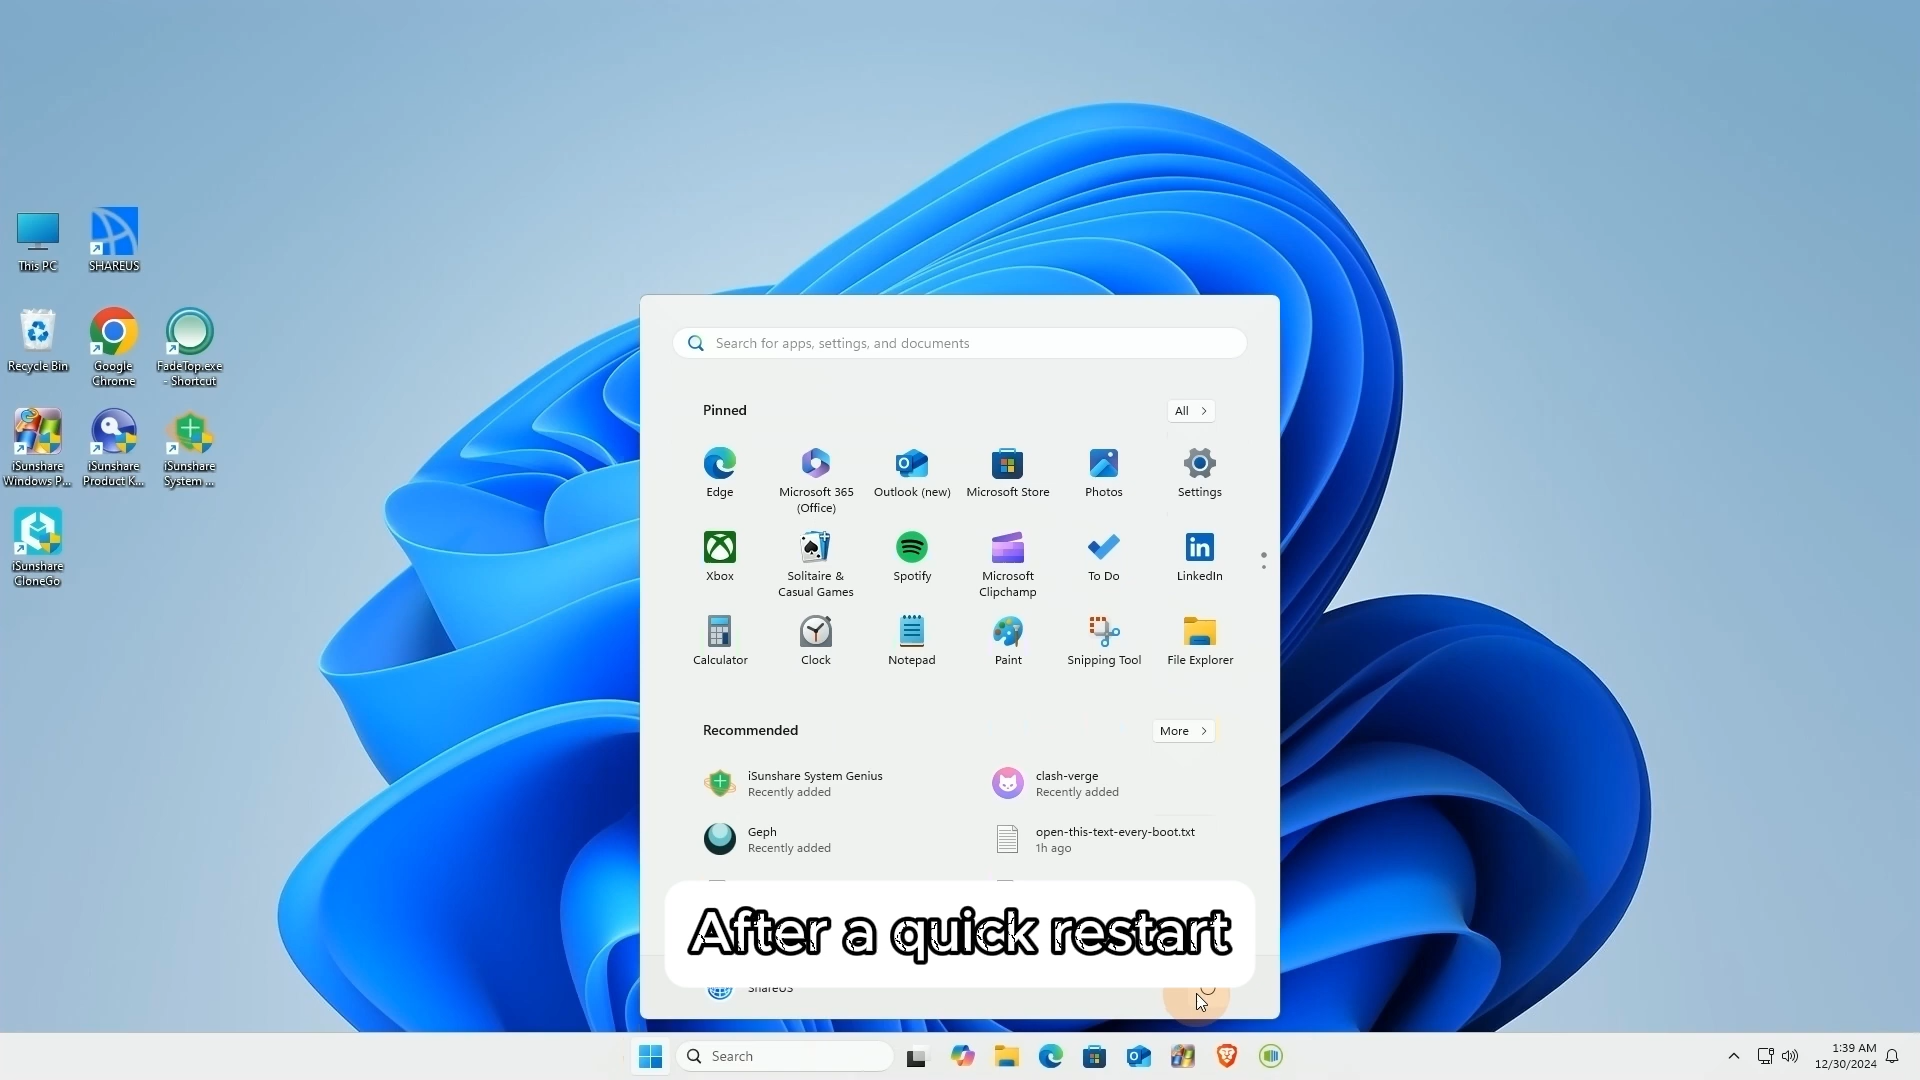 This PC
SHAREUS
Recycle Bin
Google
Chrome
FadeTop.exe
- Shortcut
iSunshare
Windows P...
iSunshare
Product K...
iSunshare
System ...
iSunshare
CloneGo
Search for apps, settings, and documents
Pinned
All
Edge
Microsoft 365
(Office)
Outlook (new)
Microsoft Store
Photos
Settings
Xbox
Solitaire &
Casual Games
Spotify
Microsoft
Clipchamp
To Do
LinkedIn
Calculator
Clock
Notepad
Paint
Snipping Tool
File Explorer
Recommended
More
iSunshare System Genius
Recently added
clash-verge
Recently added
Geph
Recently added
open-this-text-every-boot.txt
1h ago
After a quick restart
ShareUS
Search
1:39 AM
12/30/2024